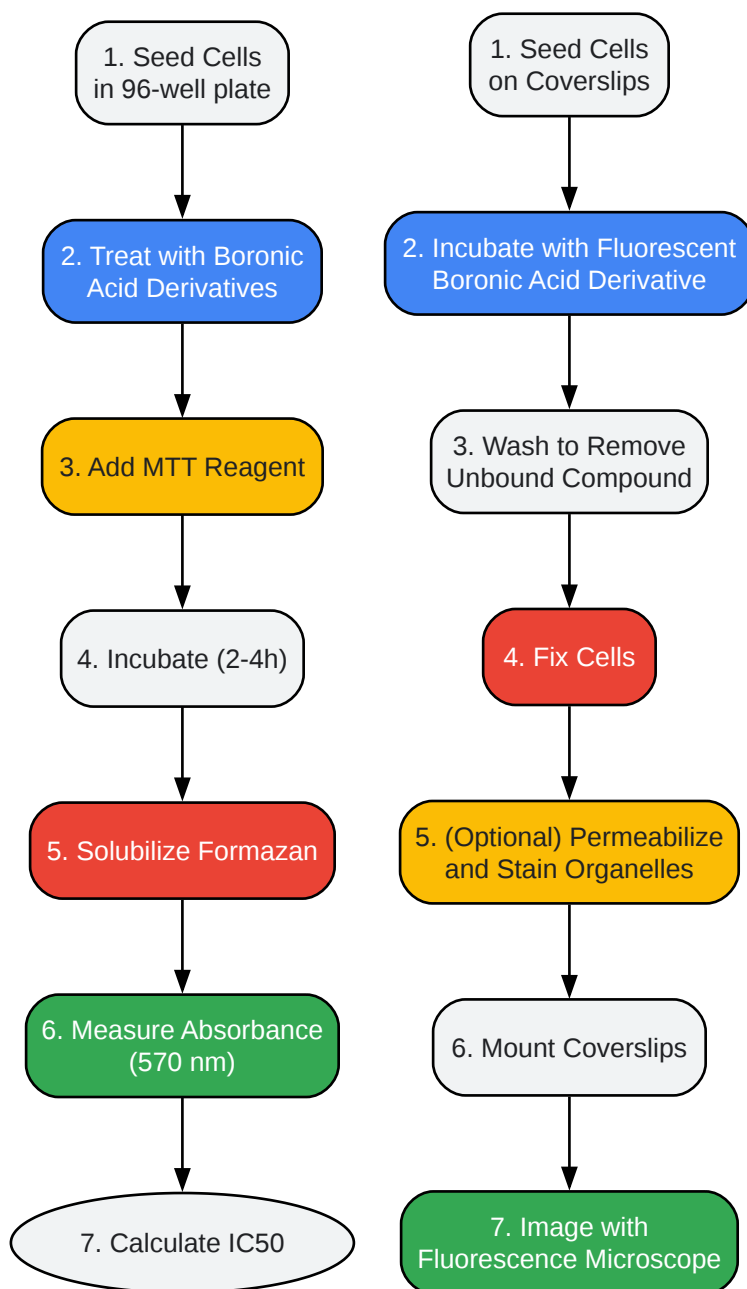 1. Seed Cells
in 96-well plate
2. Treat with Boronic
Acid Derivatives
3. Add MTT Reagent
4. Incubate (2-4h)
5. Solubilize Formazan
6. Measure Absorbance
(570 nm)
7. Calculate IC50
1. Seed Cells
on Coverslips
2. Incubate with Fluorescent
Boronic Acid Derivative
3. Wash to Remove
Unbound Compound
4. Fix Cells
5. (Optional) Permeabilize
and Stain Organelles
6. Mount Coverslips
7. Image with
Fluorescence Microscope